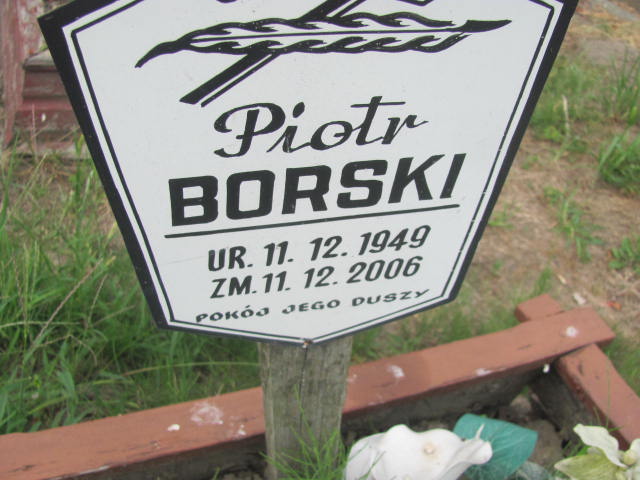 Piotr
BORSKI
UR. 11. 12. 1949
ZM. 11. 12. 2006
POKÓJ JEGO DUSZY